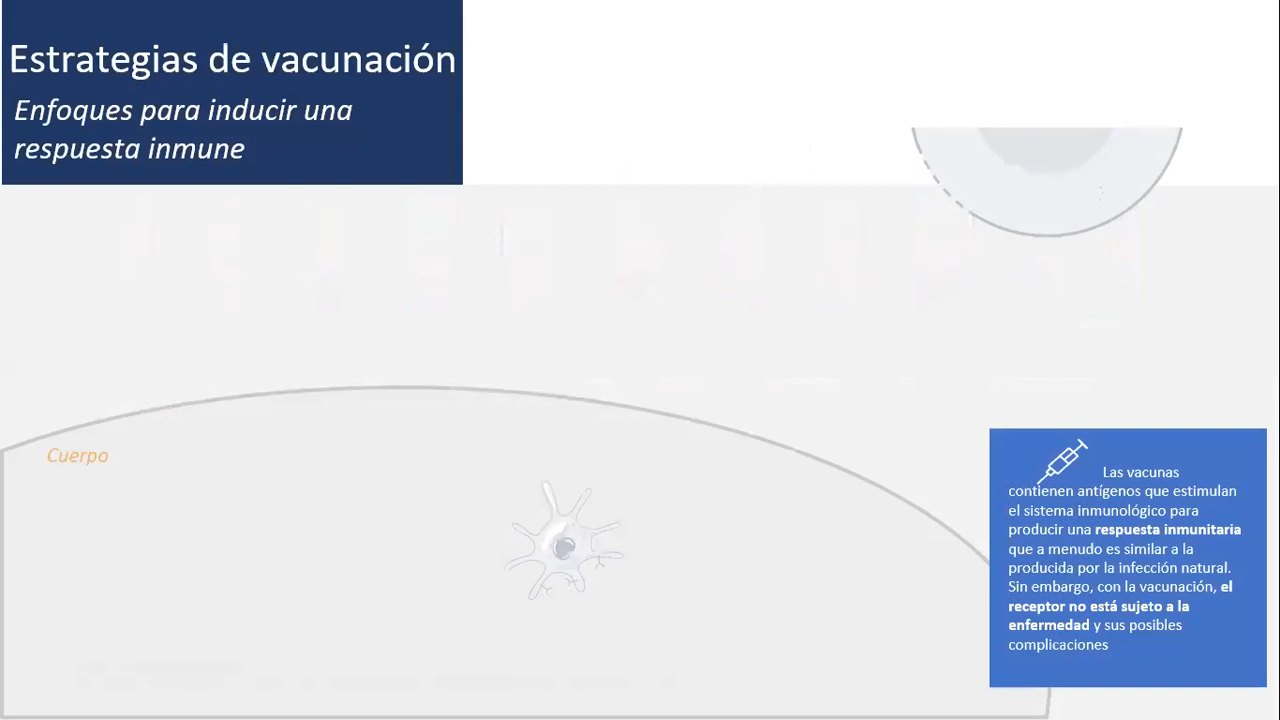 Estrategias de vacunación
Enfoques para inducir una
respuesta inmune
Cuerpo
Las vacunas
contienen antígenos que estimulan
el sistema inmunológico para
producir una respuesta inmunitaria
que a menudo es similar a la
producida por la infección natural.
Sin embargo, con la vacunación, el
receptor no está sujeto a la
enfermedad y sus posibles
complicaciones